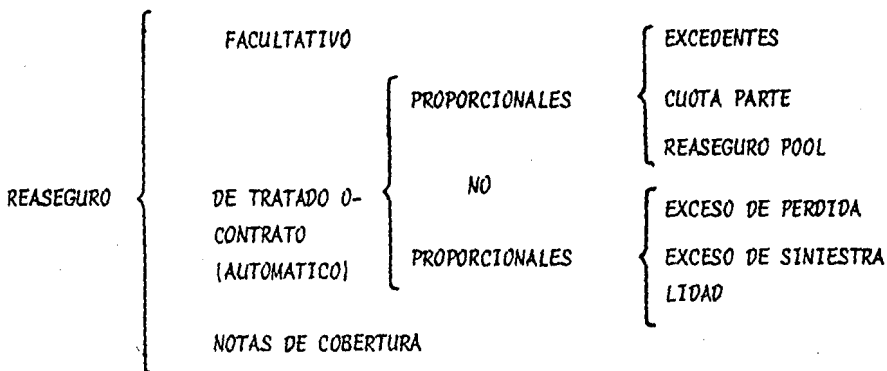 FACULTATIVO
EXCEDENTES
PROPORCIONALES
CUOTA PARTE
REASEGURO POOL
REASEGURO
DE TRATADO O-
CONTRATO
(AUTOMATICO)
NO
PROPORCIONALES
EXCESO DE PERDIDA
EXCESO DE SINIESTRA
LIDAD
NOTAS DE COBERTURA